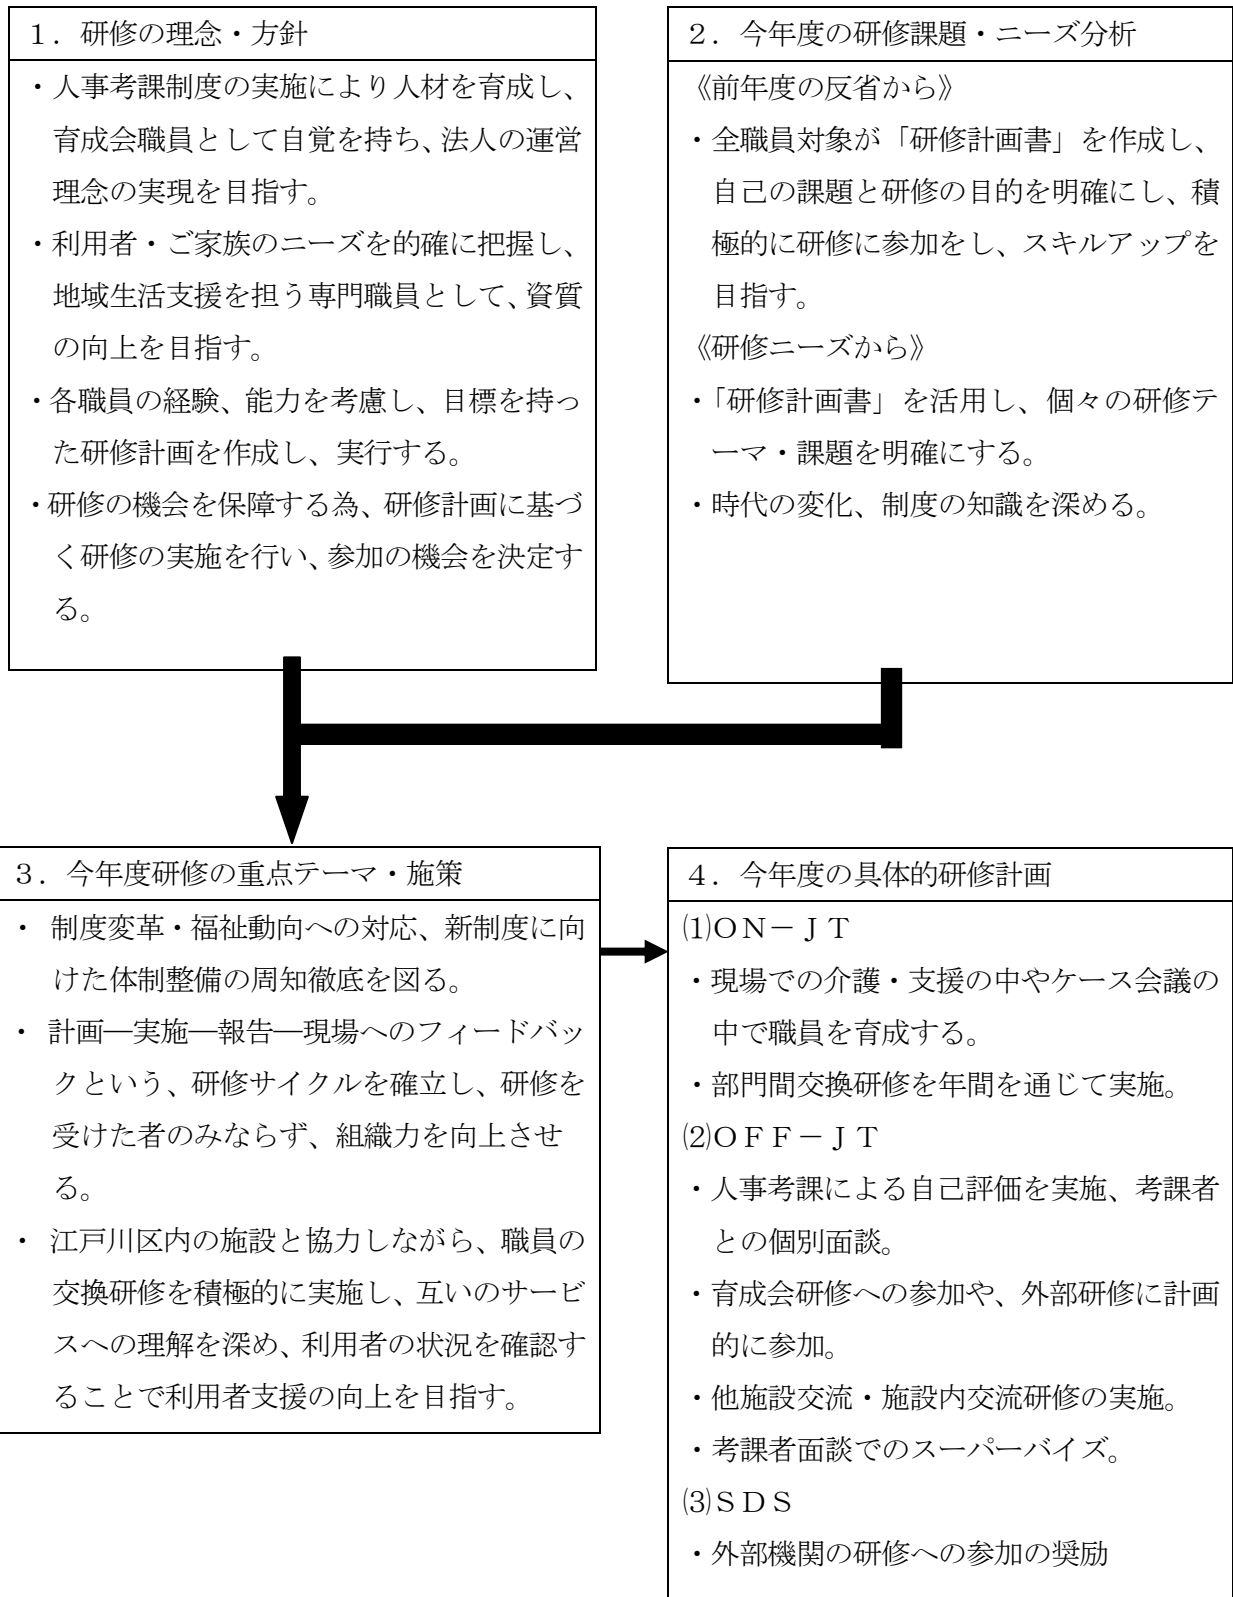 １．研修の理念・方針
・人事考課制度の実施により人材を育成し、
育成会職員として自覚を持ち、法人の運営
理念の実現を目指す。
・利用者・ご家族のニーズを的確に把握し、
地域生活支援を担う専門職員として、資質
の向上を目指す。
・各職員の経験、能力を考慮し、目標を持っ
た研修計画を作成し、実行する。
・研修の機会を保障する為、研修計画に基づ
く研修の実施を行い、参加の機会を決定す
る。
２．今年度の研修課題・ニーズ分析
《前年度の反省から》
・全職員対象が「研修計画書」を作成し、
自己の課題と研修の目的を明確にし、積
極的に研修に参加をし、スキルアップを
目指す。
《研修ニーズから》
・「研修計画書」を活用し、個々の研修テ
ーマ・課題を明確にする。
・時代の変化、制度の知識を深める。
３．今年度研修の重点テーマ・施策
・ 制度変革・福祉動向への対応、新制度に向
けた体制整備の周知徹底を図る。
・ 計画―実施―報告―現場へのフィードバッ
クという、研修サイクルを確立し、研修を
受けた者のみならず、組織力を向上させ
る。
・ 江戸川区内の施設と協力しながら、職員の
交換研修を積極的に実施し、互いのサービ
スへの理解を深め、利用者の状況を確認す
ることで利用者支援の向上を目指す。
４．今年度の具体的研修計画
⑴ＯＮ－ＪＴ
・現場での介護・支援の中やケース会議の
中で職員を育成する。
・部門間交換研修を年間を通じて実施。
⑵ＯＦＦ－ＪＴ
・人事考課による自己評価を実施、考課者
との個別面談。
・育成会研修への参加や、外部研修に計画
的に参加。
・他施設交流・施設内交流研修の実施。
・考課者面談でのスーパーバイズ。
⑶ＳＤＳ
・外部機関の研修への参加の奨励